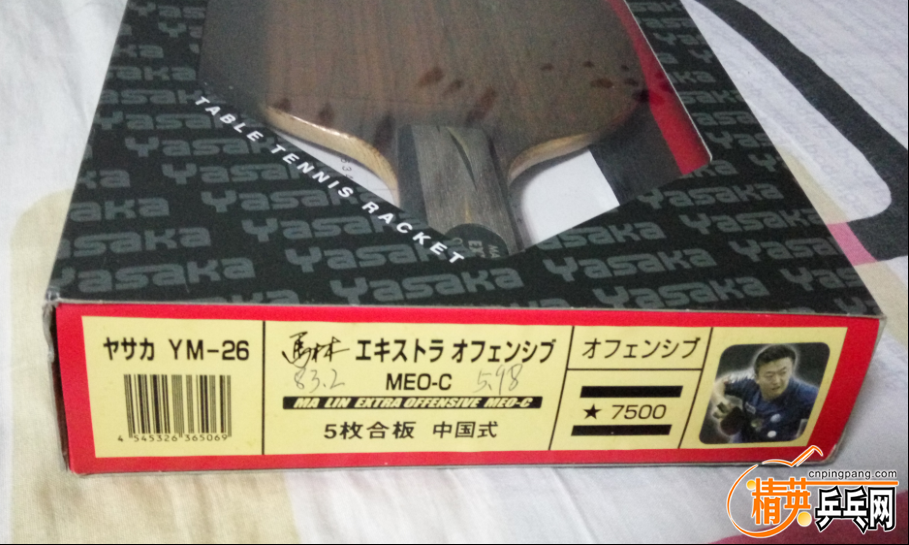 Yasaka
TABLE TENNIS RACKET
ヤサカ YM-26
4 545326 365069
馬林 エキストラ オフェンシブ
83.2 MEO-C 5.98
MA LIN EXTRA OFFENSIVE MEO-C
5枚合板 中国式
オフェンシブ
★ 7500
cnpingpang.com
精英乒乓网